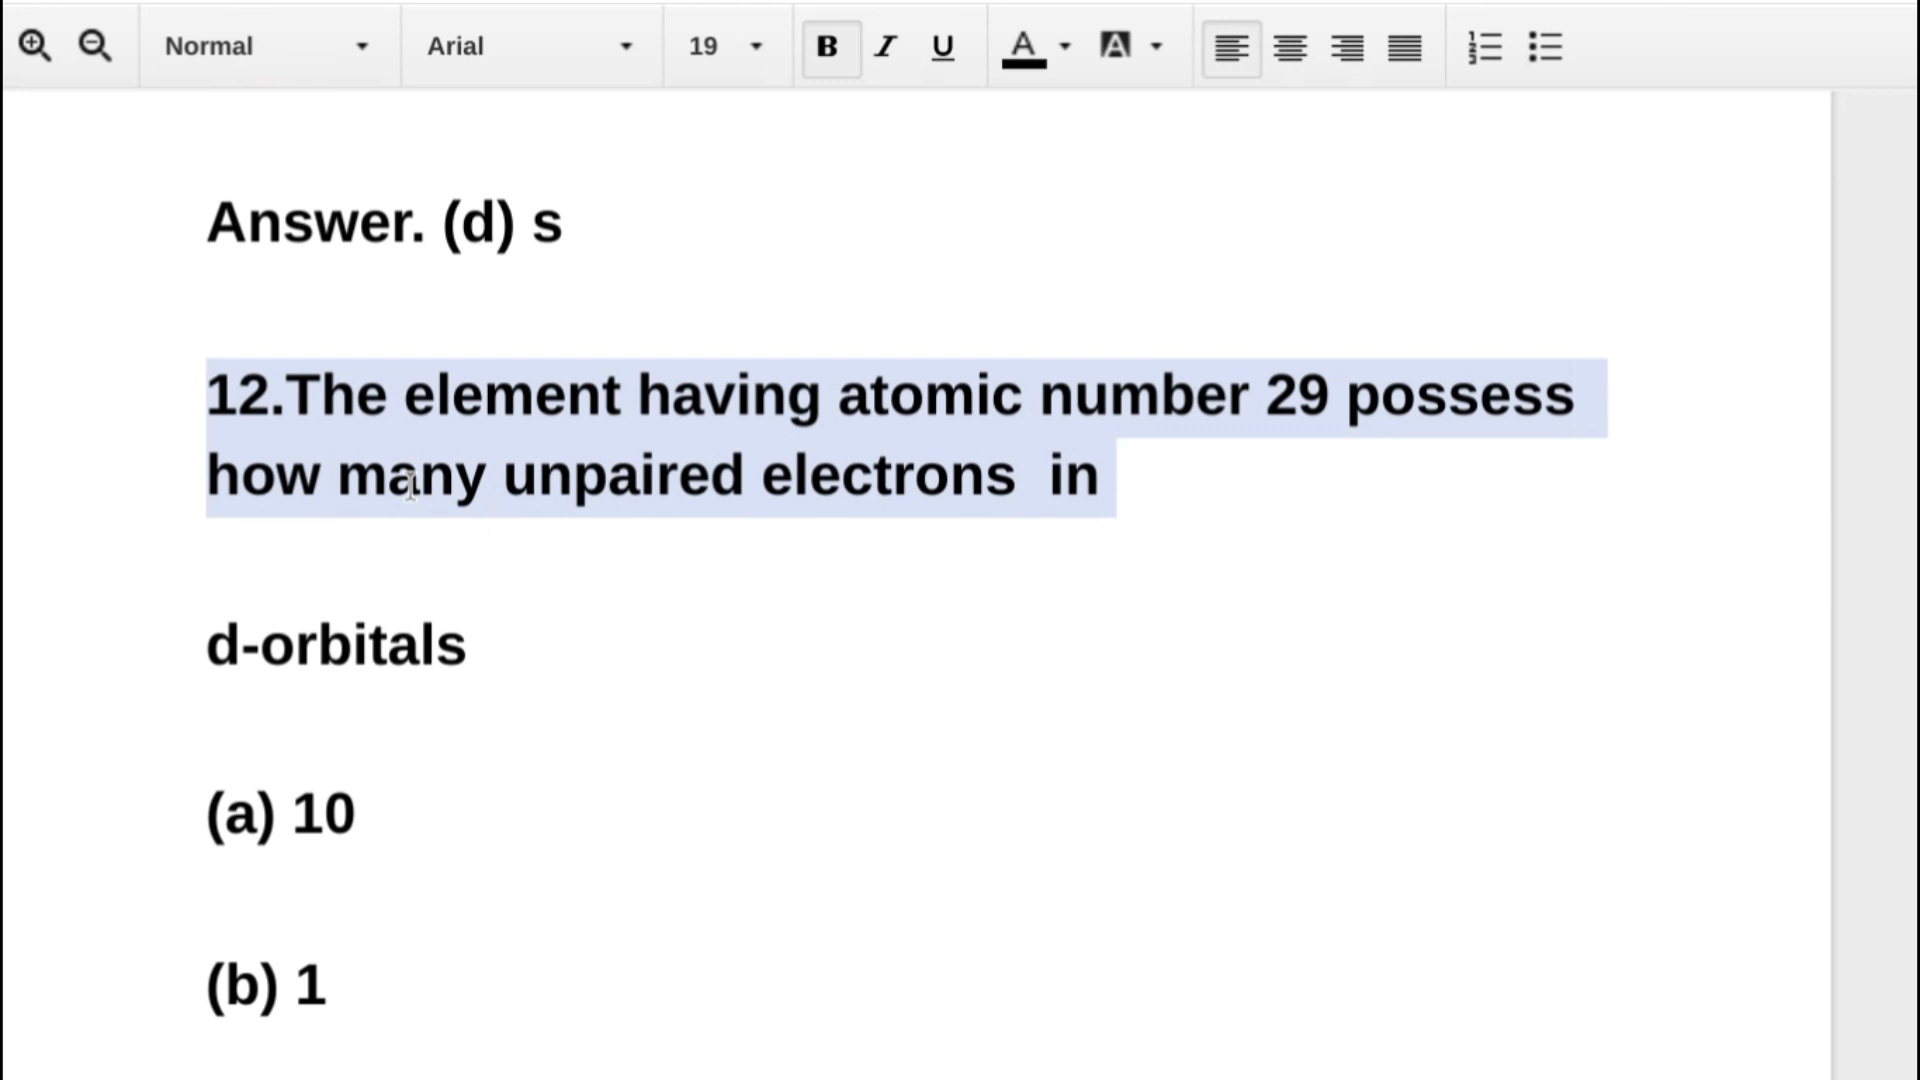 Normal Arial 19 B I U A A
Answer. (d) s
12.The element having atomic number 29 possess
how many unpaired electrons  in
d-orbitals
(a) 10
(b) 1